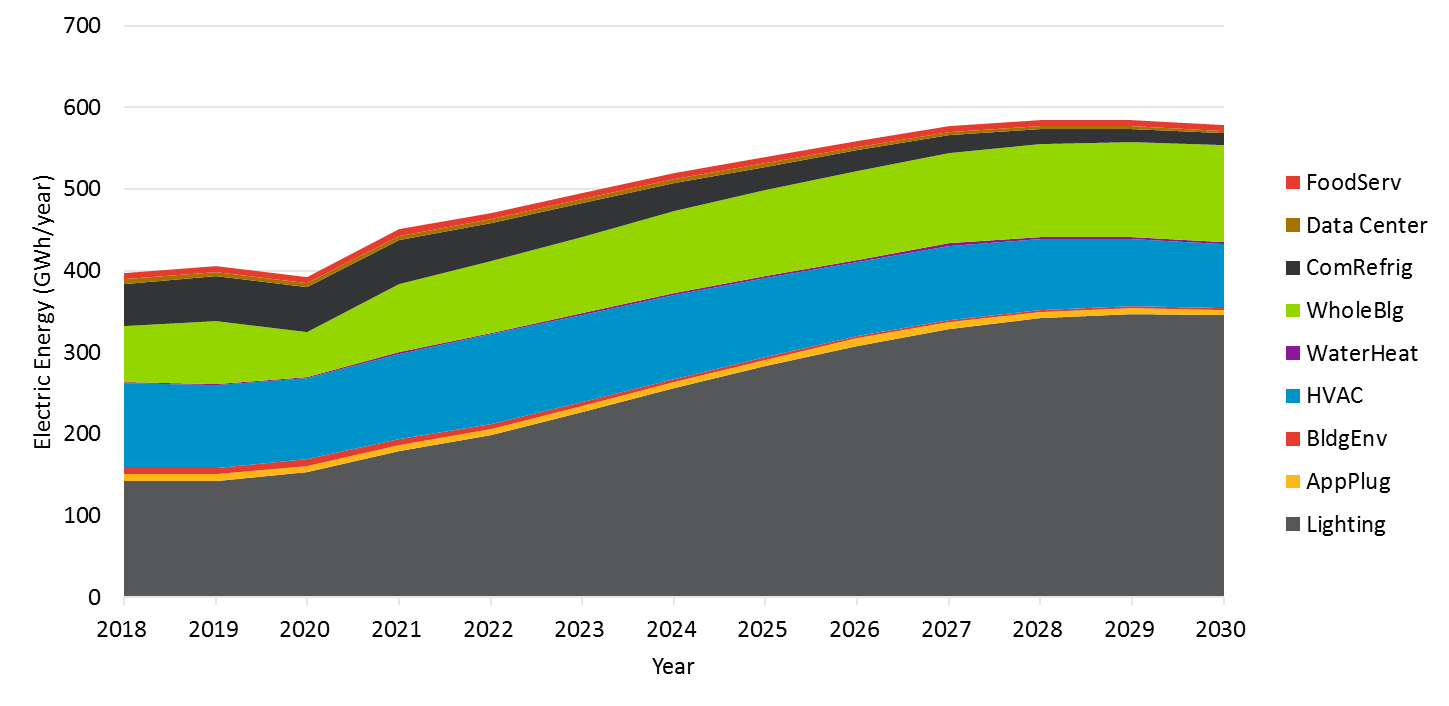 700
600
500
400
300
200
100
0
Electric Energy (GWh/year)
2018 2019 2020 2021 2022 2023 2024 2025 2026 2027 2028 2029 2030
Year
FoodServ
Data Center
ComRefrig
WholeBlg
WaterHeat
HVAC
BldgEnv
AppPlug
Lighting